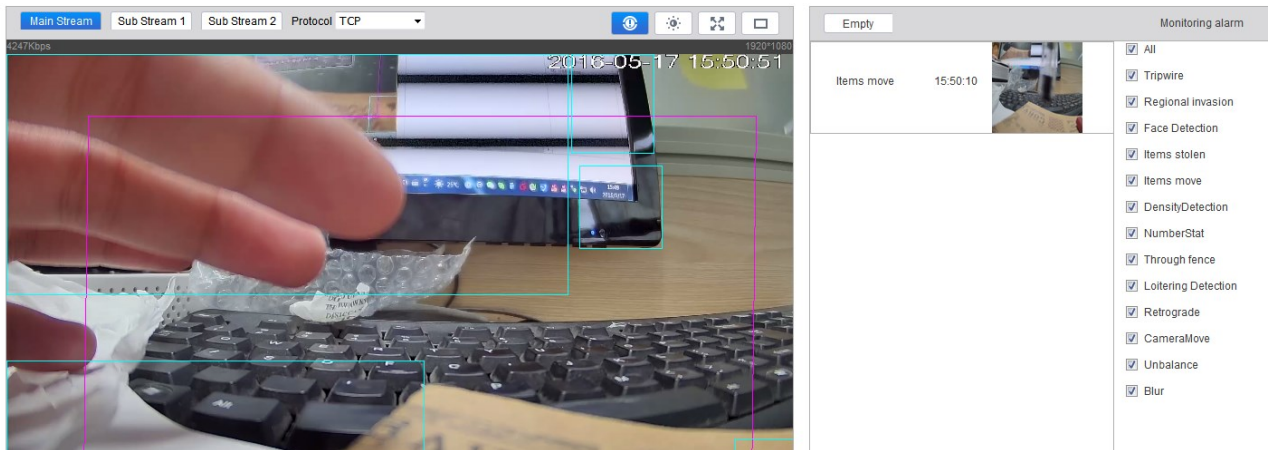 Main Stream Sub Stream 1 Sub Stream 2 Protocol TCP
4247Kbps 1920*1080
2016-05-17 15:50:51
Empty Monitoring alarm
Items move 15:50:10
All
Tripwire
Regional invasion
Face Detection
Items stolen
Items move
DensityDetection
NumberStat
Through fence
Loitering Detection
Retrograde
CameraMove
Unbalance
Blur